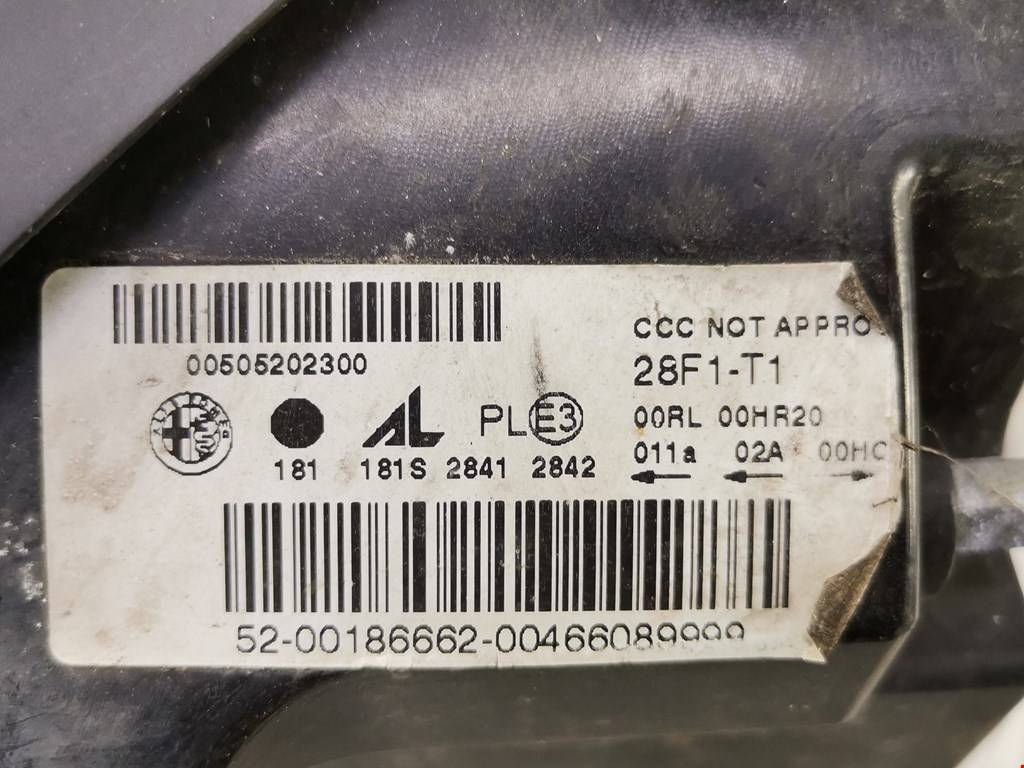 00505202300
CCC NOT APPRO
28F1-T1
AL PL E3
00RL 00HR20
011a 02A 00HC
181 181S 2841 2842
52-00186662-00466089999